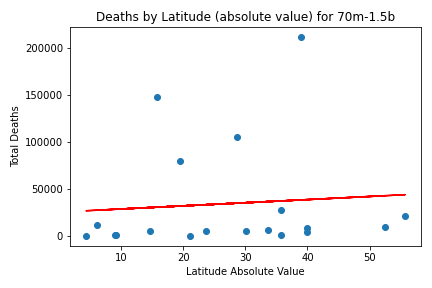 Deaths by Latitude (absolute value) for 70m-1.5b
200000
150000
100000
50000
0
Total Deaths
10 20 30 40 50
Latitude Absolute Value